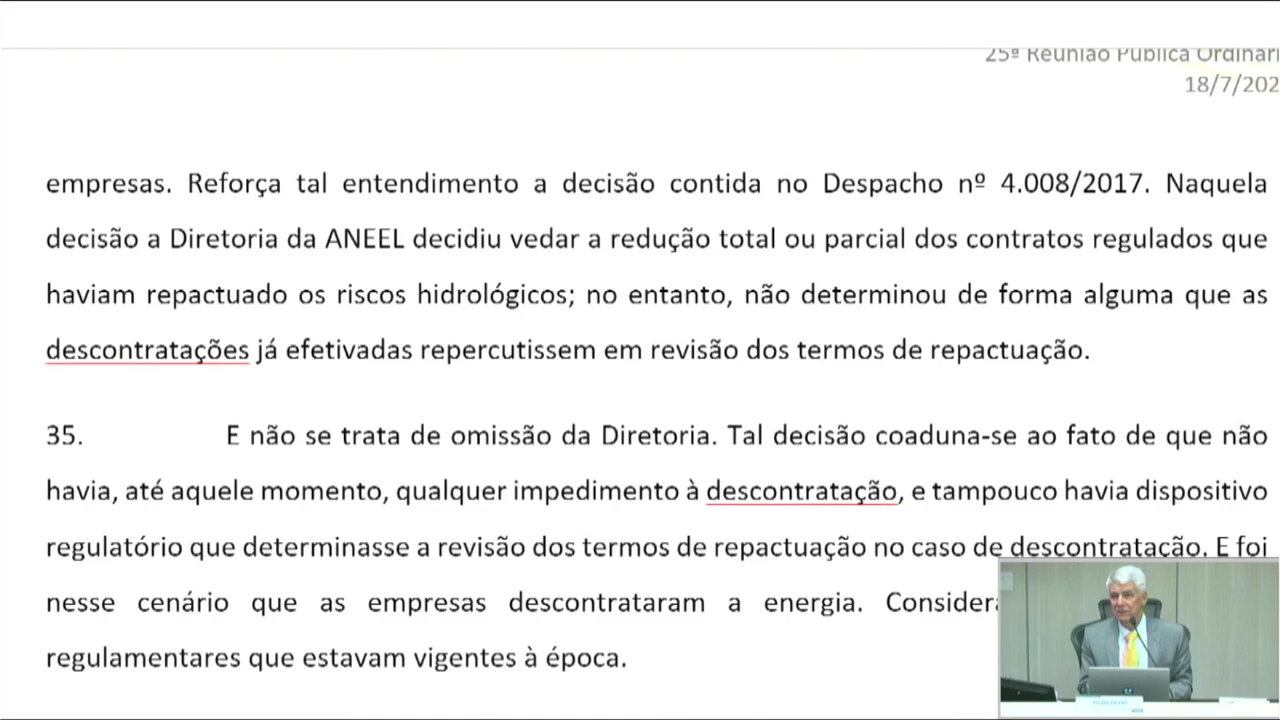 25ª Reunião Pública Ordinári
18/7/202
empresas. Reforça tal entendimento a decisão contida no Despacho nº 4.008/2017. Naquela
decisão a Diretoria da ANEEL decidiu vedar a redução total ou parcial dos contratos regulados que
haviam repactuado os riscos hidrológicos; no entanto, não determinou de forma alguma que as
descontratações já efetivadas repercutissem em revisão dos termos de repactuação.
35. E não se trata de omissão da Diretoria. Tal decisão coaduna-se ao fato de que não
havia, até aquele momento, qualquer impedimento à descontratação, e tampouco havia dispositivo
regulatório que determinasse a revisão dos termos de repactuação no caso de descontratação. E foi
nesse cenário que as empresas descontrataram a energia. Consider
regulamentares que estavam vigentes à época.